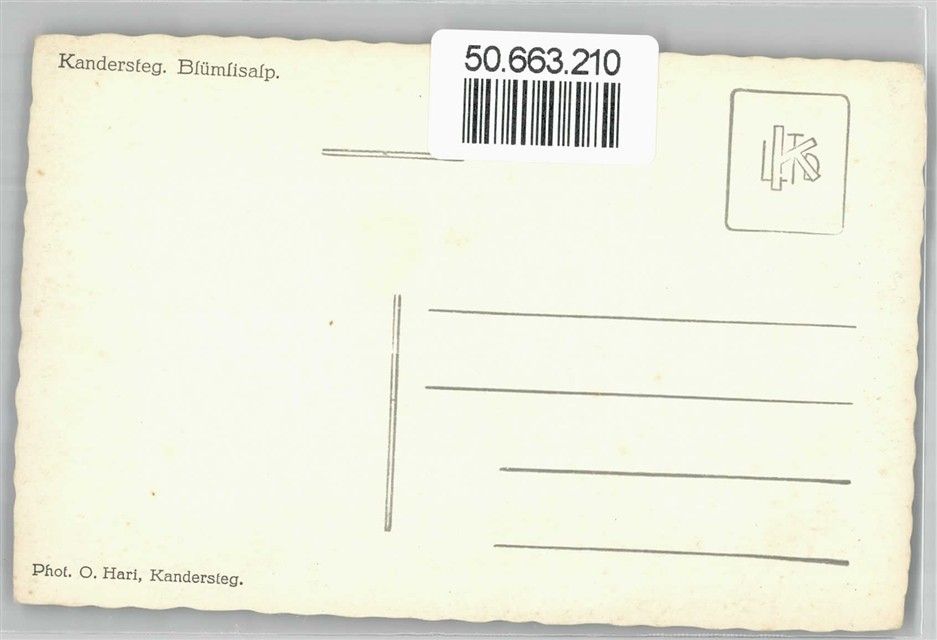 Kandersteg. Blümlisalp.
50.663.210
Phot. O. Hari, Kandersteg.